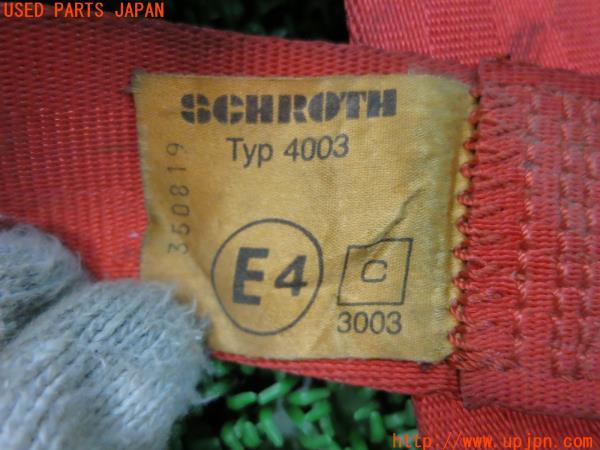 USED PARTS JAPAN
SCHROTH
Typ 4003
350819
E4
C
3003
http://www.upjpn.com/